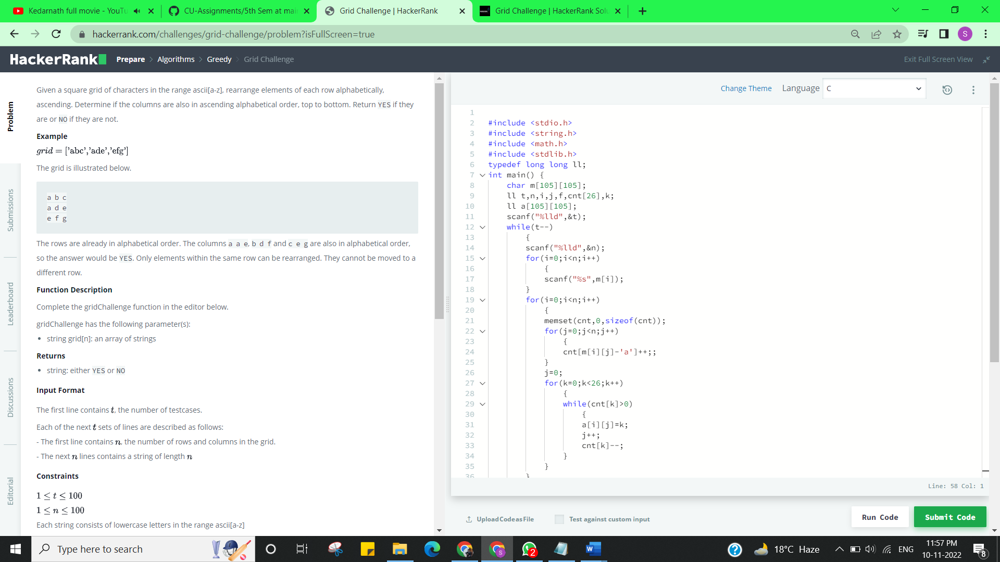 Kedarnath full movie - YouTu
CU-Assignments/5th Sem at mai
Grid Challenge | HackerRank
Grid Challenge | HackerRank Solu
hackerrank.com/challenges/grid-challenge/problem?isFullScreen=true
S
HackerRank
Prepare > Algorithms > Greedy > Grid Challenge
Exit Full Screen View
Problem
Submissions
Leaderboard
Discussions
Editorial
Given a square grid of characters in the range ascii[a-z], rearrange elements of each row alphabetically,
ascending. Determine if the columns are also in ascending alphabetical order, top to bottom. Return YES if they
are or NO if they are not.
Example
grid = ['abc','ade','efg']
The grid is illustrated below.
a b c
a d e
e f g
The rows are already in alphabetical order. The columns a a e, b d f and c e g are also in alphabetical order,
so the answer would be YES. Only elements within the same row can be rearranged. They cannot be moved to a
different row.
Function Description
Complete the gridChallenge function in the editor below.
gridChallenge has the following parameter(s):
• string grid[n]: an array of strings
Returns
• string: either YES or NO
Input Format
The first line contains t, the number of testcases.
Each of the next t sets of lines are described as follows:
- The first line contains n, the number of rows and columns in the grid.
- The next n lines contains a string of length n
Constraints
1 ≤ t ≤ 100
1 ≤ n ≤ 100
Each string consists of lowercase letters in the range ascii[a-z]
Change Theme
Language
C
1
2 #include <stdio.h>
3 #include <string.h>
4 #include <math.h>
5 #include <stdlib.h>
6 typedef long long ll;
7 int main() {
8 char m[105][105];
9 ll t,n,i,j,f,cnt[26],k;
10 ll a[105][105];
11 scanf("%lld",&t);
12 while(t--)
13 {
14 scanf("%lld",&n);
15 for(i=0;i<n;i++)
16 {
17 scanf("%s",m[i]);
18 }
19 for(i=0;i<n;i++)
20 {
21 memset(cnt,0,sizeof(cnt));
22 for(j=0;j<n;j++)
23 {
24 cnt[m[i][j]-'a']++;;
25 }
26 j=0;
27 for(k=0;k<26;k++)
28 {
29 while(cnt[k]>0)
30 {
31 a[i][j]=k;
32 j++;
33 cnt[k]--;
34 }
35 }
36 }
Line: 58 Col: 1
Upload Code as File
Test against custom input
Run Code
Submit Code
Type here to search
2
W
18°C Haze
ENG
11:57 PM
10-11-2022
8